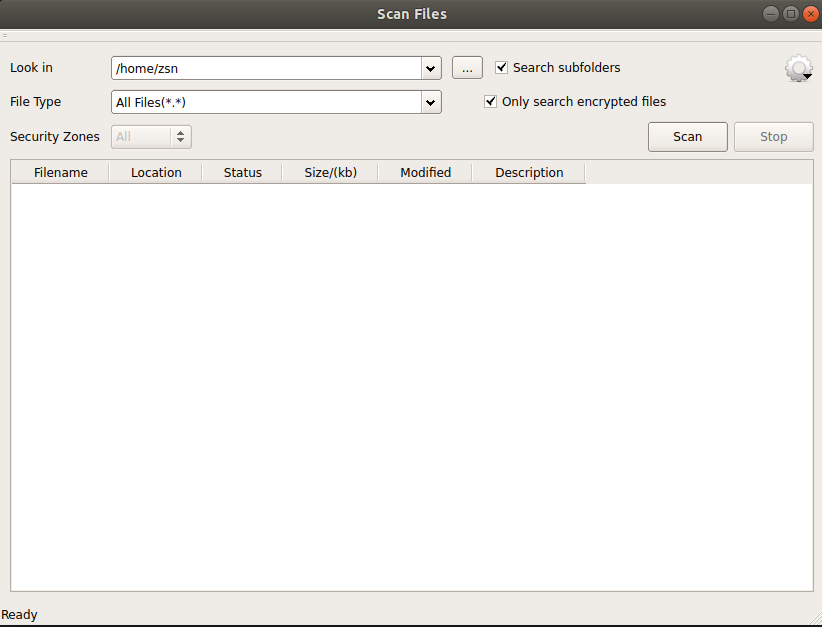 Scan Files
Look in /home/zsn ... Search subfolders
File Type All Files(*.*) Only search encrypted files
Security Zones All Scan Stop
Filename Location Status Size/(kb) Modified Description
Ready